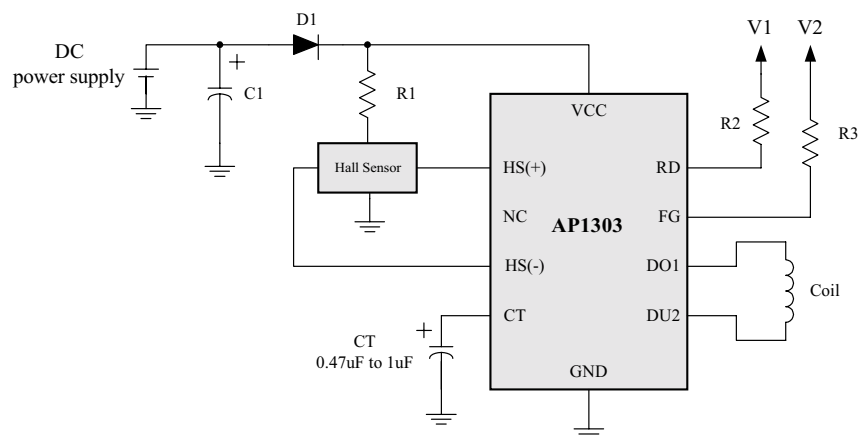 D1
V1
V2
DC
power supply
+
C1
R1
VCC
R2
R3
Hall Sensor
HS(+)
RD
NC
AP1303
FG
HS(-)
DO1
Coil
+
CT
DU2
CT
0.47uF to 1uF
GND